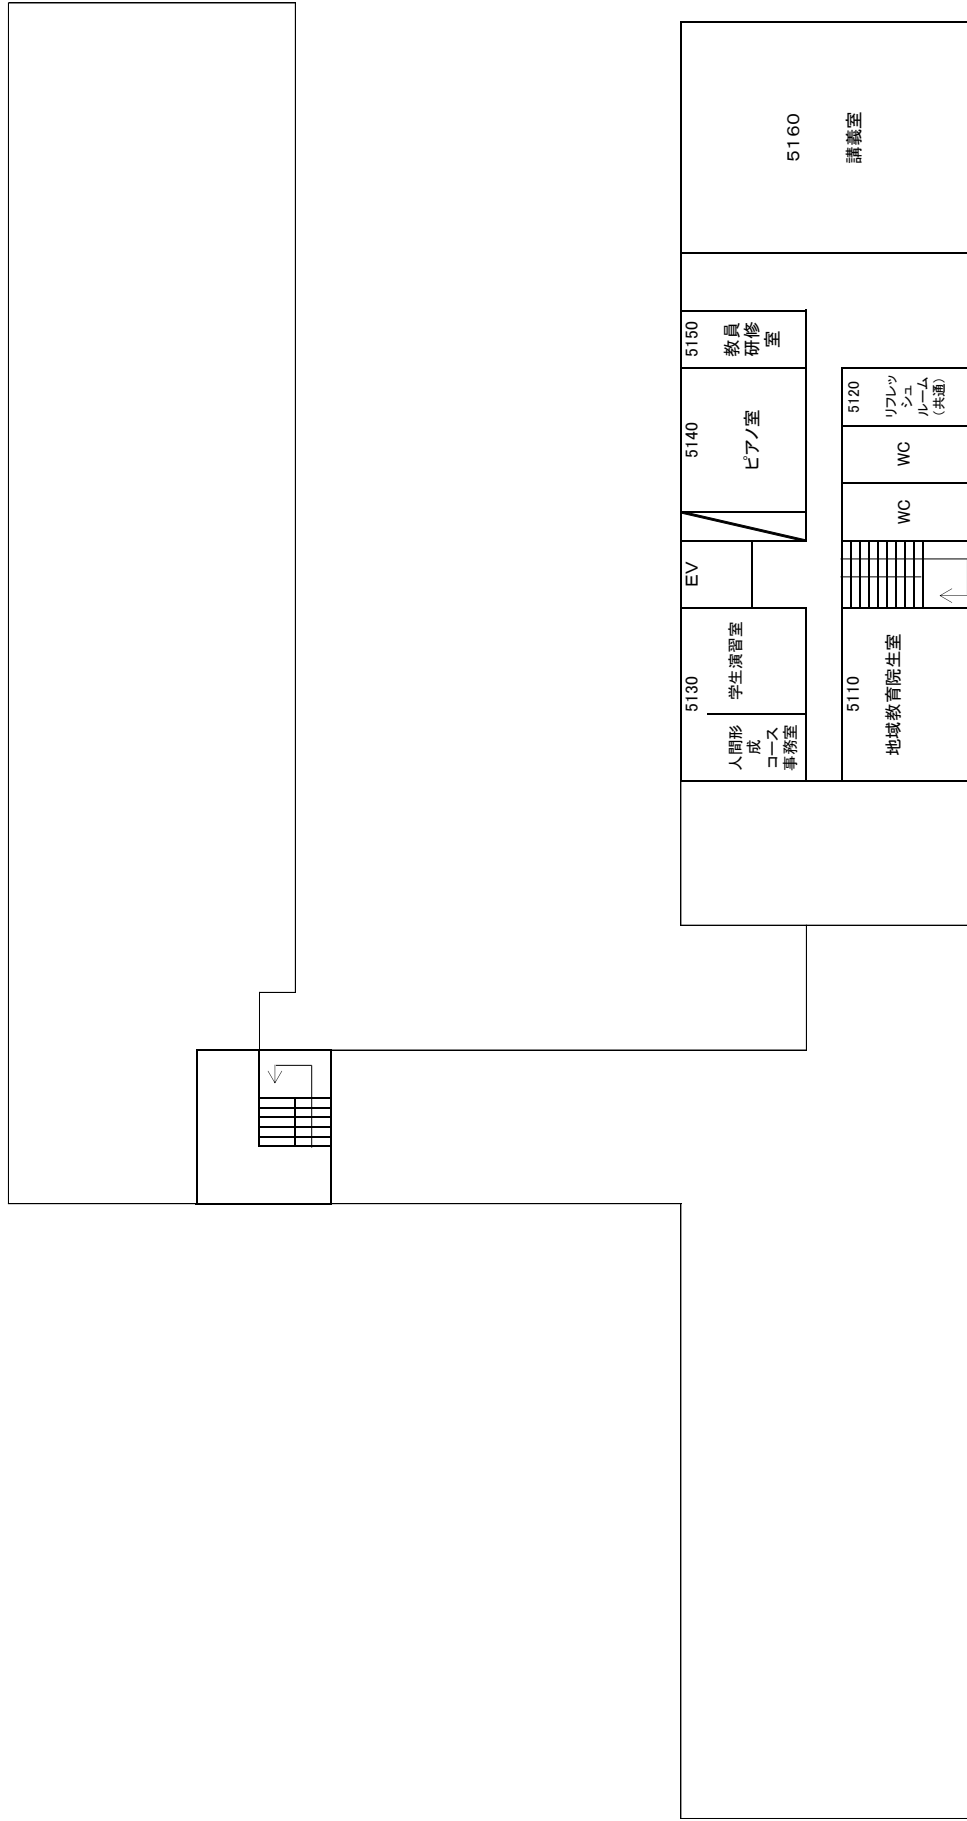 5130
人間形
成
コース
事務室
学生演習室
EV
5140
ピアノ室
5150
教員
研修
室
5160
講義室
5110
地域教育院生室
WC
WC
5120
リフレッ
シュ
ルーム
（共通）